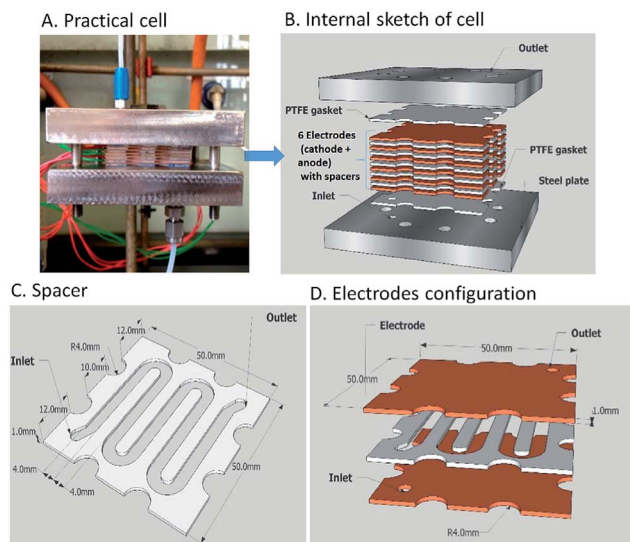 A. Practical cell
B. Internal sketch of cell
Outlet
PTFE gasket
6 Electrodes
(cathode +
anode)
with spacers
PTFE gasket
Steel plate
Inlet
C. Spacer
Outlet
12.0mm
50.0mm
R4.0mm
Inlet
10.0mm
12.0mm
1.0mm
50.0mm
4.0mm
4.0mm
D. Electrodes configuration
Electrode
Outlet
50.0mm
50.0mm
1.0mm
Inlet
R4.0mm